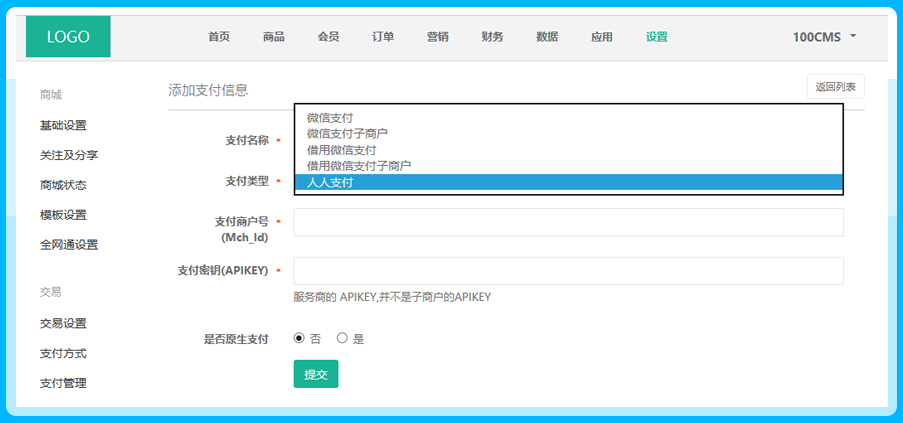 LOGO 首页 商品 会员 订单 营销 财务 数据 应用 设置 100CMS
商城
基础设置
关注及分享
商城状态
模板设置
全网通设置
交易
交易设置
支付方式
支付管理
添加支付信息 返回列表
支付名称 *
微信支付
微信支付子商户
借用微信支付
借用微信支付子商户
支付类型 *
人人支付
支付商户号 *
(Mch_Id)
支付密钥(APIKEY) *
服务商的 APIKEY,并不是子商户的APIKEY
是否原生支付 否 是
提交